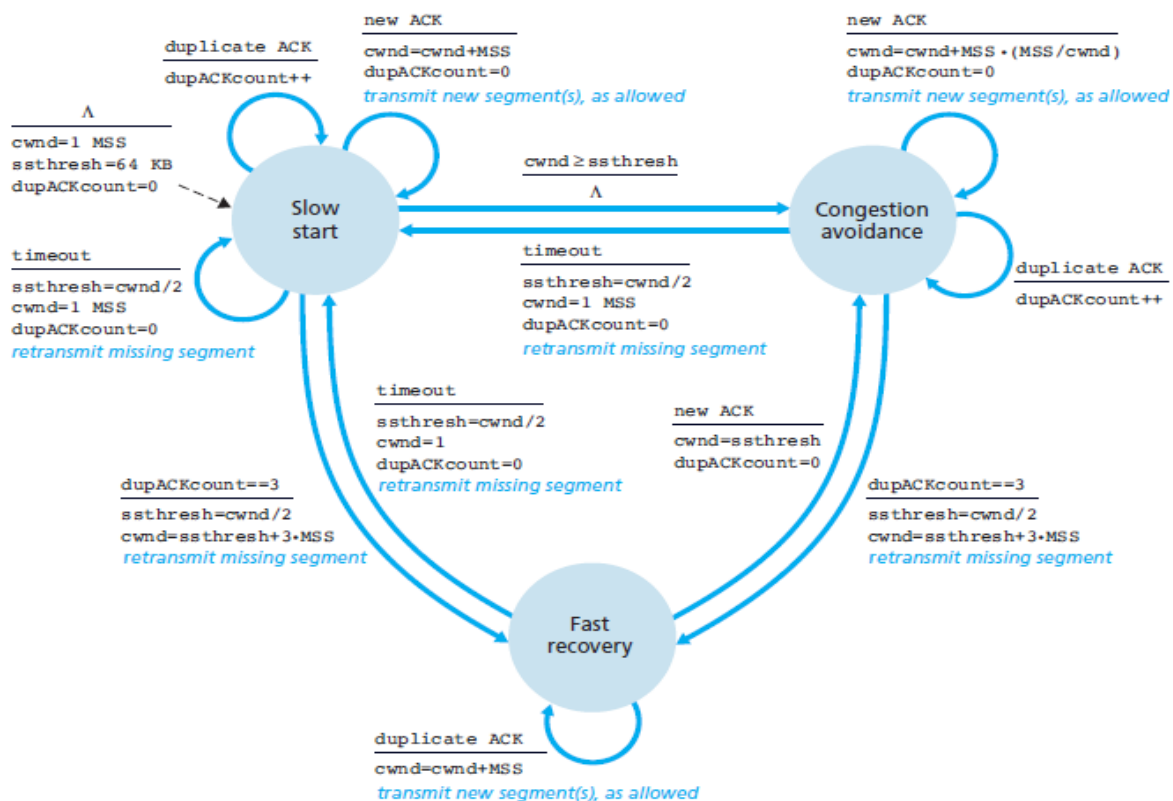 new ACK
cwnd=cwnd+MSS
dupACKcount=0
transmit new segment(s), as allowed
new ACK
cwnd=cwnd+MSS•(MSS/cwnd)
dupACKcount=0
transmit new segment(s), as allowed
duplicate ACK
dupACKcount++
Λ
cwnd=1 MSS
ssthresh=64 KB
dupACKcount=0
cwnd≥ssthresh
Λ
Slow
start
Congestion
avoidance
timeout
ssthresh=cwnd/2
cwnd=1 MSS
dupACKcount=0
retransmit missing segment
timeout
ssthresh=cwnd/2
cwnd=1 MSS
dupACKcount=0
retransmit missing segment
duplicate ACK
dupACKcount++
timeout
ssthresh=cwnd/2
cwnd=1
dupACKcount=0
retransmit missing segment
new ACK
cwnd=ssthresh
dupACKcount=0
dupACKcount==3
ssthresh=cwnd/2
cwnd=ssthresh+3•MSS
retransmit missing segment
dupACKcount==3
ssthresh=cwnd/2
cwnd=ssthresh+3•MSS
retransmit missing segment
Fast
recovery
duplicate ACK
cwnd=cwnd+MSS
transmit new segment(s), as allowed